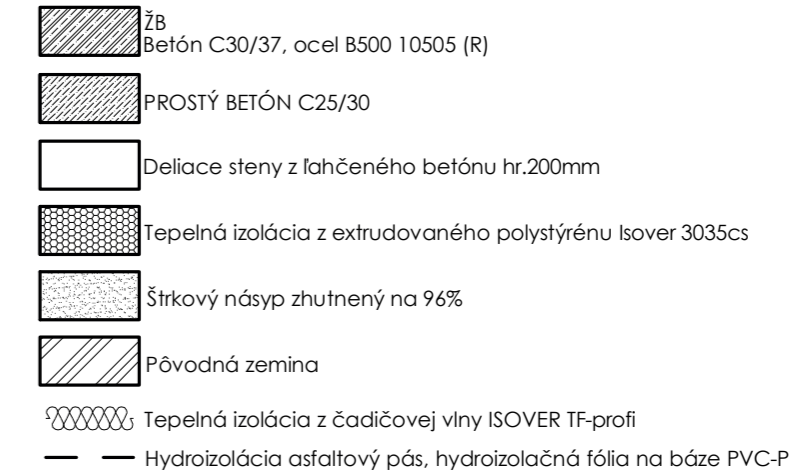 ŽB
Betón C30/37, ocel B500 10505 (R)
PROSTÝ BETÓN C25/30
Deliace steny z ľahčeného betónu hr.200mm
Tepelná izolácia z extrudovaného polystýrénu Isover 3035cs
Štrkový násyp zhutnený na 96%
Pôvodná zemina
Tepelná izolácia z čadičovej vlny ISOVER TF-profi
Hydroizolácia asfaltový pás, hydroizolačná fólia na báze PVC-P